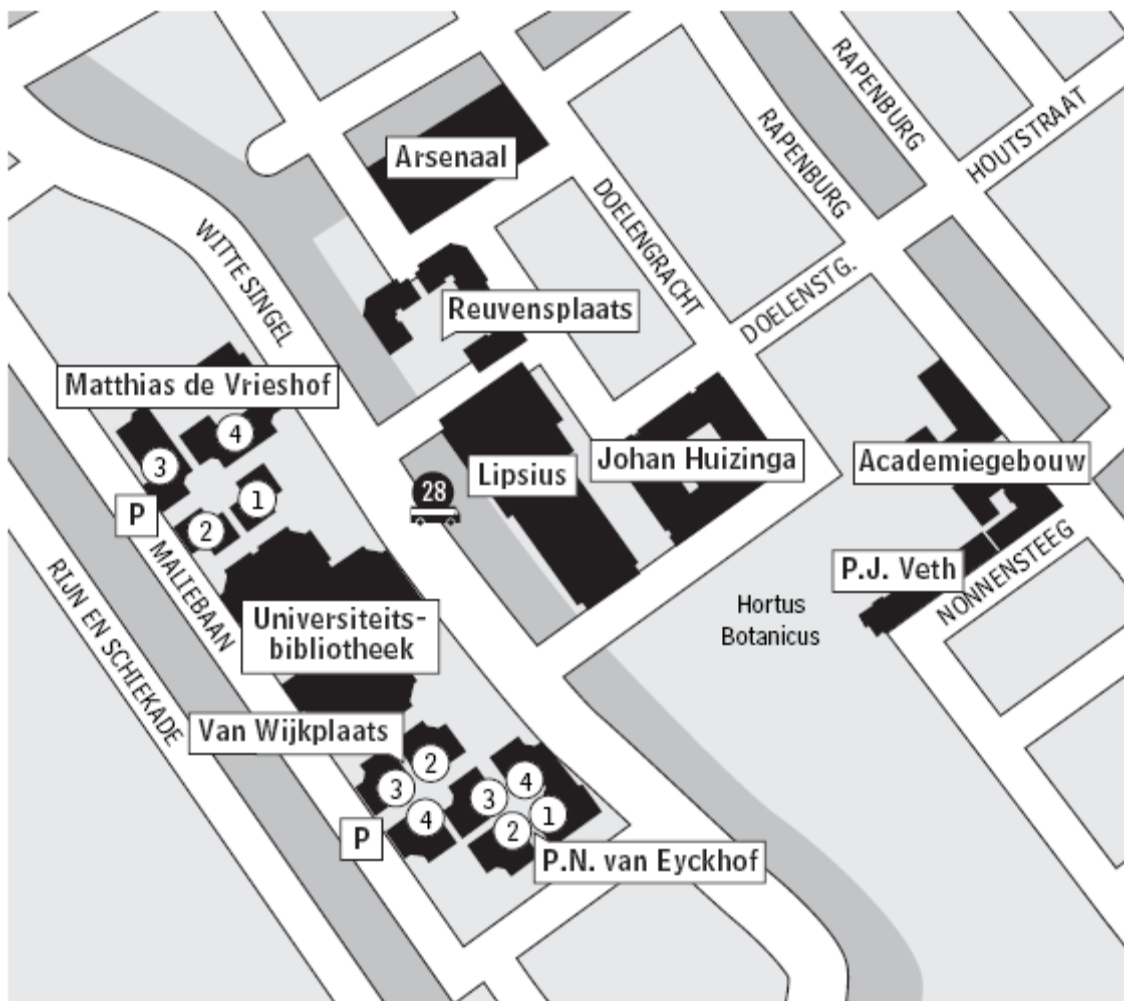 RAPENBURG
RAPENBURG
HOUTSTRAAT
Arsenaal
DOELENGRACHT
WITTE SINGEL
DOELENSTG.
Reuvensplaats
Matthias de Vrieshof
4
3
1
2
P
28
Lipsius
Johan Huizinga
Academiegebouw
P.J. Veth
NONNENSTEEG
Hortus
Botanicus
MALIEBAAN
RIJN EN SCHIEKADE
Universiteits-
bibliotheek
Van Wijkplaats
2
3
4
P
4
3
1
2
P.N. van Eyckhof